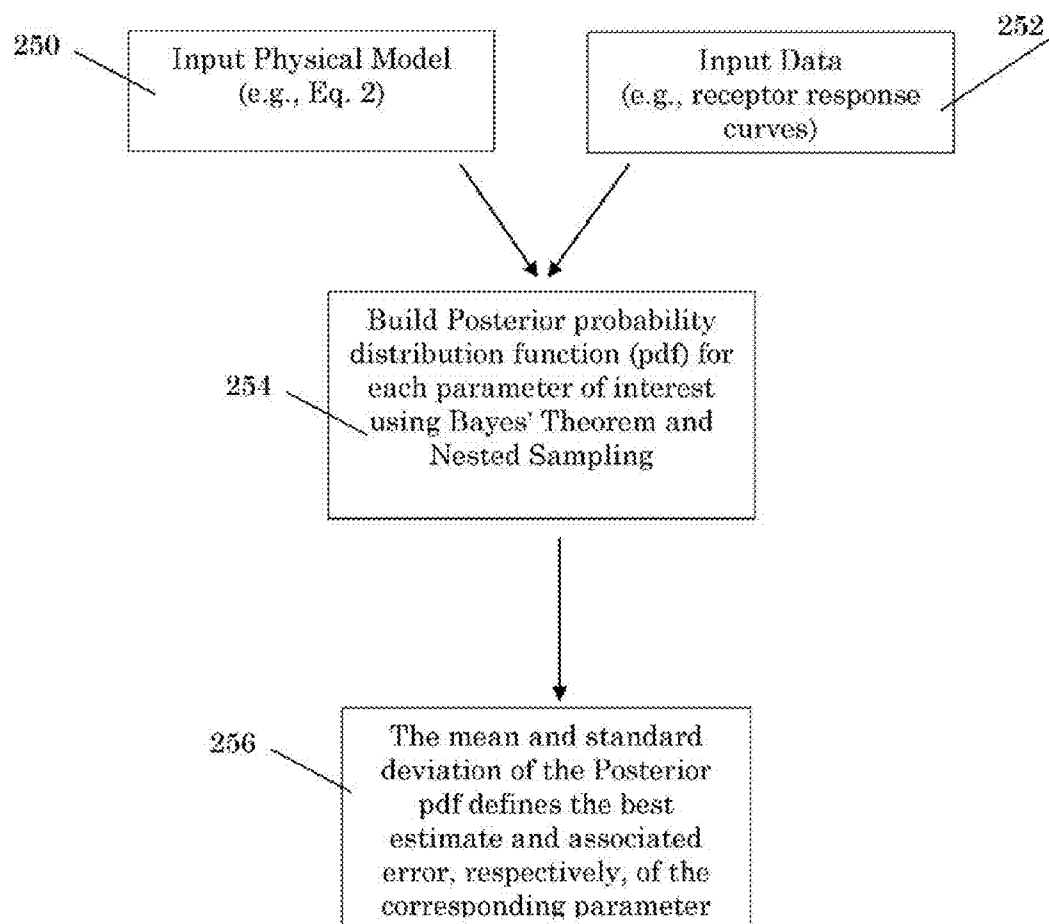 250
Input Physical Model
(e.g., Eq. 2)
252
Input Data
(e.g., receptor response
curves)
254
Build Posterior probability
distribution function (pdf) for
each parameter of interest
using Bayes' Theorem and
Nested Sampling
256
The mean and standard
deviation of the Posterior
pdf defines the best
estimate and associated
error, respectively, of the
corresponding parameter